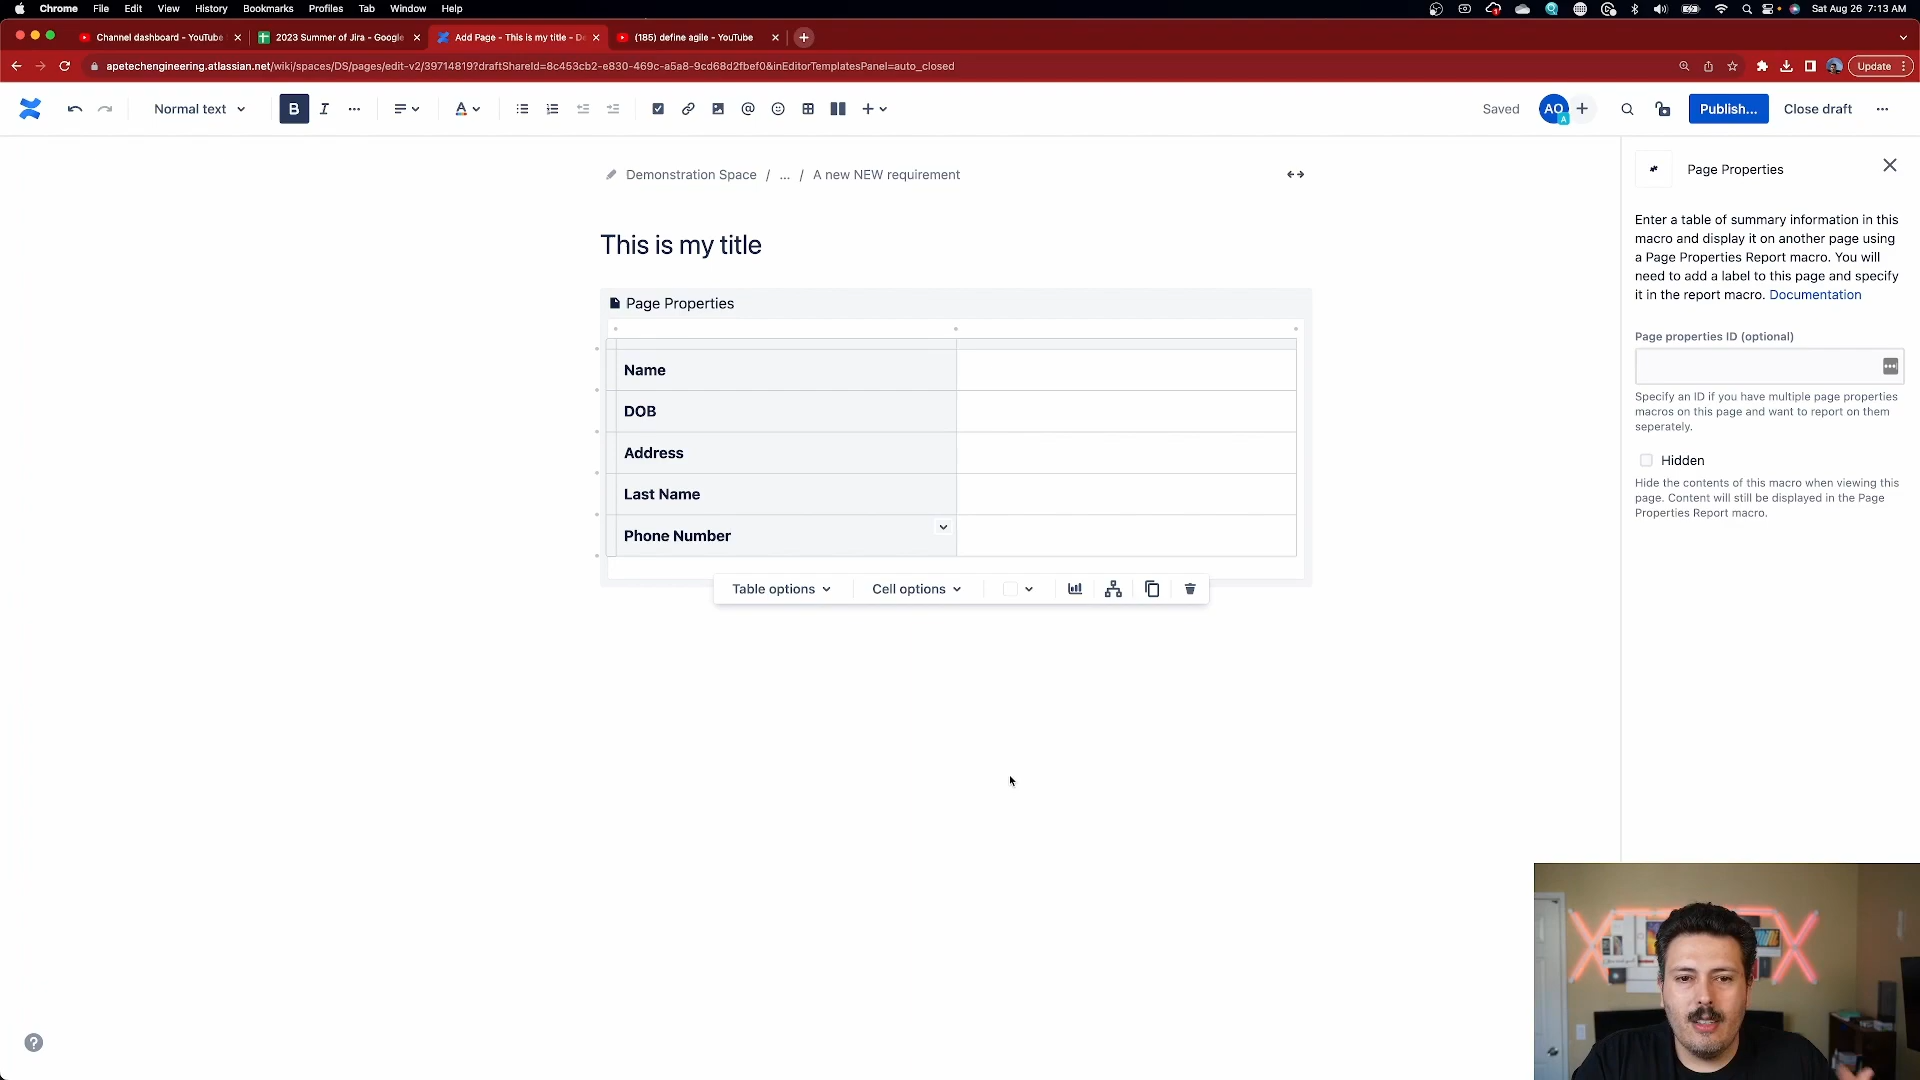 Chrome File Edit View History Bookmarks Profiles Tab Window Help Sat Aug 26 7:13 AM
Channel dashboard - YouTube 2023 Summer of Jira - Google Add Page - This is my title - De (185) define agile - YouTube
apetechengineering.atlassian.net/wiki/spaces/DS/pages/edit-v2/39714819?draftShareId=8c453cb2-e830-469c-a5a8-9cd68d2fbef0&inEditorTemplatesPanel=auto_closed Update
Normal text B I A Saved AO A Publish... Close draft
Demonstration Space / ... / A new NEW requirement
This is my title
Page Properties
Name
DOB
Address
Last Name
Phone Number
Table options Cell options
Page Properties
Enter a table of summary information in this
macro and display it on another page using
a Page Properties Report macro. You will
need to add a label to this page and specify
it in the report macro. Documentation
Page properties ID (optional)
Specify an ID if you have multiple page properties
macros on this page and want to report on them
seperately.
Hidden
Hide the contents of this macro when viewing this
page. Content will still be displayed in the Page
Properties Report macro.